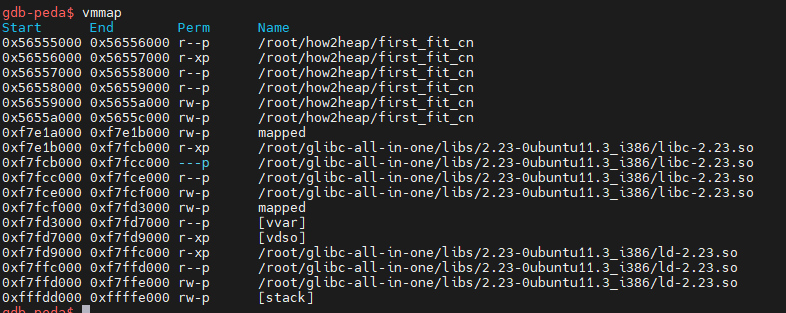 gdb-peda$ vmmap
Start      End        Perm      Name
0x56555000 0x56556000 r--p      /root/how2heap/first_fit_cn
0x56556000 0x56557000 r-xp      /root/how2heap/first_fit_cn
0x56557000 0x56558000 r--p      /root/how2heap/first_fit_cn
0x56558000 0x56559000 r--p      /root/how2heap/first_fit_cn
0x56559000 0x5655a000 rw-p      /root/how2heap/first_fit_cn
0x5655a000 0x5655c000 rw-p      /root/how2heap/first_fit_cn
0xf7e1a000 0xf7e1b000 rw-p      mapped
0xf7e1b000 0xf7fcb000 r-xp      /root/glibc-all-in-one/libs/2.23-0ubuntu11.3_i386/libc-2.23.so
0xf7fcb000 0xf7fcc000 ---p      /root/glibc-all-in-one/libs/2.23-0ubuntu11.3_i386/libc-2.23.so
0xf7fcc000 0xf7fce000 r--p      /root/glibc-all-in-one/libs/2.23-0ubuntu11.3_i386/libc-2.23.so
0xf7fce000 0xf7fcf000 rw-p      /root/glibc-all-in-one/libs/2.23-0ubuntu11.3_i386/libc-2.23.so
0xf7fcf000 0xf7fd3000 rw-p      mapped
0xf7fd3000 0xf7fd7000 r--p      [vvar]
0xf7fd7000 0xf7fd9000 r-xp      [vdso]
0xf7fd9000 0xf7ffc000 r-xp      /root/glibc-all-in-one/libs/2.23-0ubuntu11.3_i386/ld-2.23.so
0xf7ffc000 0xf7ffd000 r--p      /root/glibc-all-in-one/libs/2.23-0ubuntu11.3_i386/ld-2.23.so
0xf7ffd000 0xf7ffe000 rw-p      /root/glibc-all-in-one/libs/2.23-0ubuntu11.3_i386/ld-2.23.so
0xfffdd000 0xffffe000 rw-p      [stack]
gdb-peda$